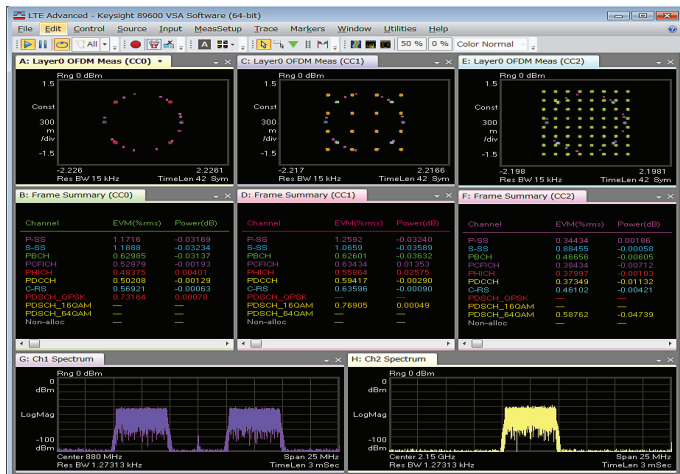 LTE Advanced - Keysight 89600 VSA Software (64-bit)
File Edit Control Source Input MeasSetup Trace Markers Window Utilities Help
All 50 % 0 % Color Normal
A: Layer0 OFDM Meas (CC0)
Rng 0 dBm
1.5
Const
300
m
/div
-1.5
-2.226 2.2261
Res BW 15 kHz TimeLen 42 Sym
C: Layer0 OFDM Meas (CC1)
Rng 0 dBm
1.5
Const
300
m
/div
-1.5
-2.217 2.2166
Res BW 15 kHz TimeLen 42 Sym
E: Layer0 OFDM Meas (CC2)
Rng 0 dBm
1.5
Const
300
m
/div
-1.5
-2.198 2.1981
Res BW 15 kHz TimeLen 42 Sym
B: Frame Summary (CC0)
Channel EVM(%rms) Power(dB)
P-SS 1.1716 -0.03169
S-SS 1.1888 -0.03234
PBCH 0.62985 -0.03137
PCFICH 0.52979 -0.00193
PHICH 0.48375 0.00401
PDCCH 0.50208 -0.00129
C-RS 0.56921 -0.00063
PDSCH_QPSK 0.73164 0.00079
PDSCH_16QAM — —
PDSCH_64QAM — —
Non-alloc — —
D: Frame Summary (CC1)
Channel EVM(%rms) Power(dB)
P-SS 1.2592 -0.03240
S-SS 1.0659 -0.03589
PBCH 0.62601 -0.03632
PCFICH 0.63434 0.01353
PHICH 0.55864 0.02575
PDCCH 0.59417 -0.00290
C-RS 0.63596 -0.00090
PDSCH_QPSK — —
PDSCH_16QAM 0.76905 0.00049
PDSCH_64QAM — —
Non-alloc — —
F: Frame Summary (CC2)
Channel EVM(%rms) Power(dB)
P-SS 0.34434 0.00186
S-SS 0.88455 -0.00058
PBCH 0.46656 -0.00605
PCFICH 0.38434 -0.00712
PHICH 0.37997 -0.00103
PDCCH 0.37349 -0.01132
C-RS 0.46102 -0.00421
PDSCH_QPSK — —
PDSCH_16QAM — —
PDSCH_64QAM 0.58762 -0.04739
Non-alloc — —
G: Ch1 Spectrum
Rng 0 dBm
0
dBm
LogMag
-100
dBm
Center 880 MHz Span 25 MHz
Res BW 1.27313 kHz TimeLen 3 mSec
H: Ch2 Spectrum
Rng 0 dBm
0
dBm
LogMag
-100
dBm
Center 2.15 GHz Span 25 MHz
Res BW 1.27313 kHz TimeLen 3 mSec